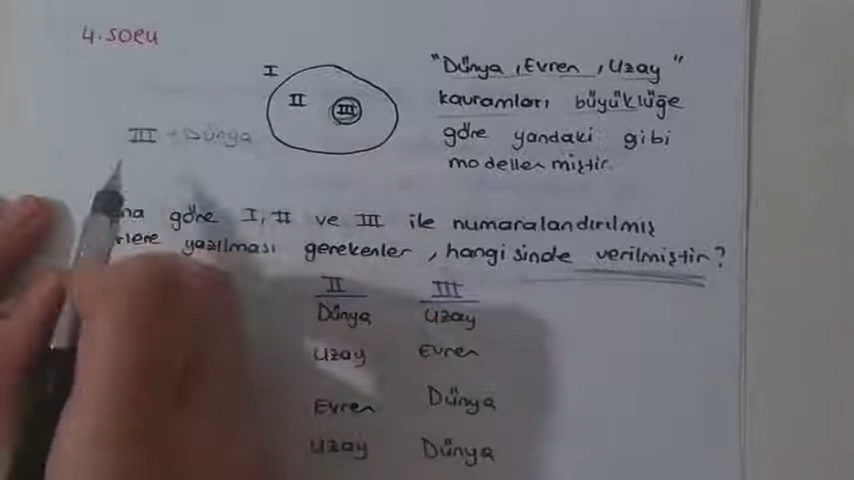 4. SORU
I
II
III
"Dünya, Evren, Uzay"
kavramları büyüklüğe
göre yandaki gibi
modellenmiştir.
III → Dünya
göre I, II ve III ile numaralandırılmış
yazılması gerekenler, hangisinde verilmiştir?
II III
Dünya Uzay
Uzay Evren
Evren Dünya
Uzay Dünya